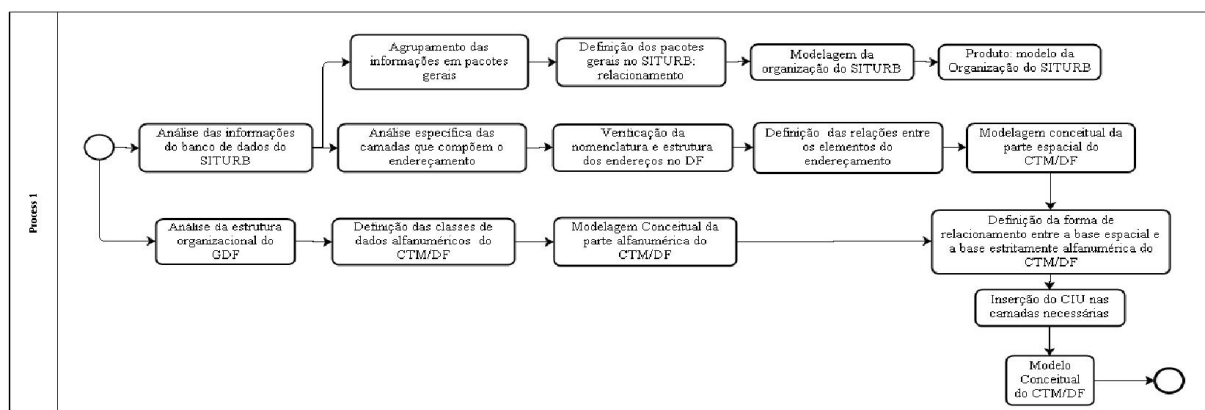 Process 1
Agrupamento das
informações em pacotes
gerais
Definição dos pacotes
gerais no SITURB:
relacionamento
Modelagem da
organização do SITURB
Produto: modelo da
Organização do SITURB
Análise das informações
do banco de dados do
SITURB
Análise específica das
camadas que compõem o
endereçamento
Verificação da
nomenclatura e estrutura
dos endereços no DF
Definição das relações entre
os elementos do
endereçamento
Modelagem conceitual da
parte espacial do
CTM/DF
Análise da estrutura
organizacional do
GDF
Definição das classes de
dados alfanuméricos do
CTM/DF
Modelagem Conceitual da
parte alfanumérica do
CTM/DF
Definição da forma de
relacionamento entre a base espacial e
a base estritamente alfanumérica do
CTM/DF
Inserção do CIU nas
camadas necessárias
Modelo
Conceitual
do CTM/DF